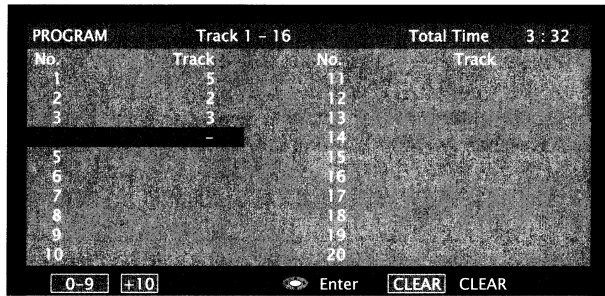 PROGRAM Track 1 – 16 Total Time 3 : 32
No. Track No. Track
1 5 11
2 2 12
3 3 13
– 14
5 15
6 16
7 17
8 18
9 19
10 20
0–9 +10 Enter CLEAR CLEAR